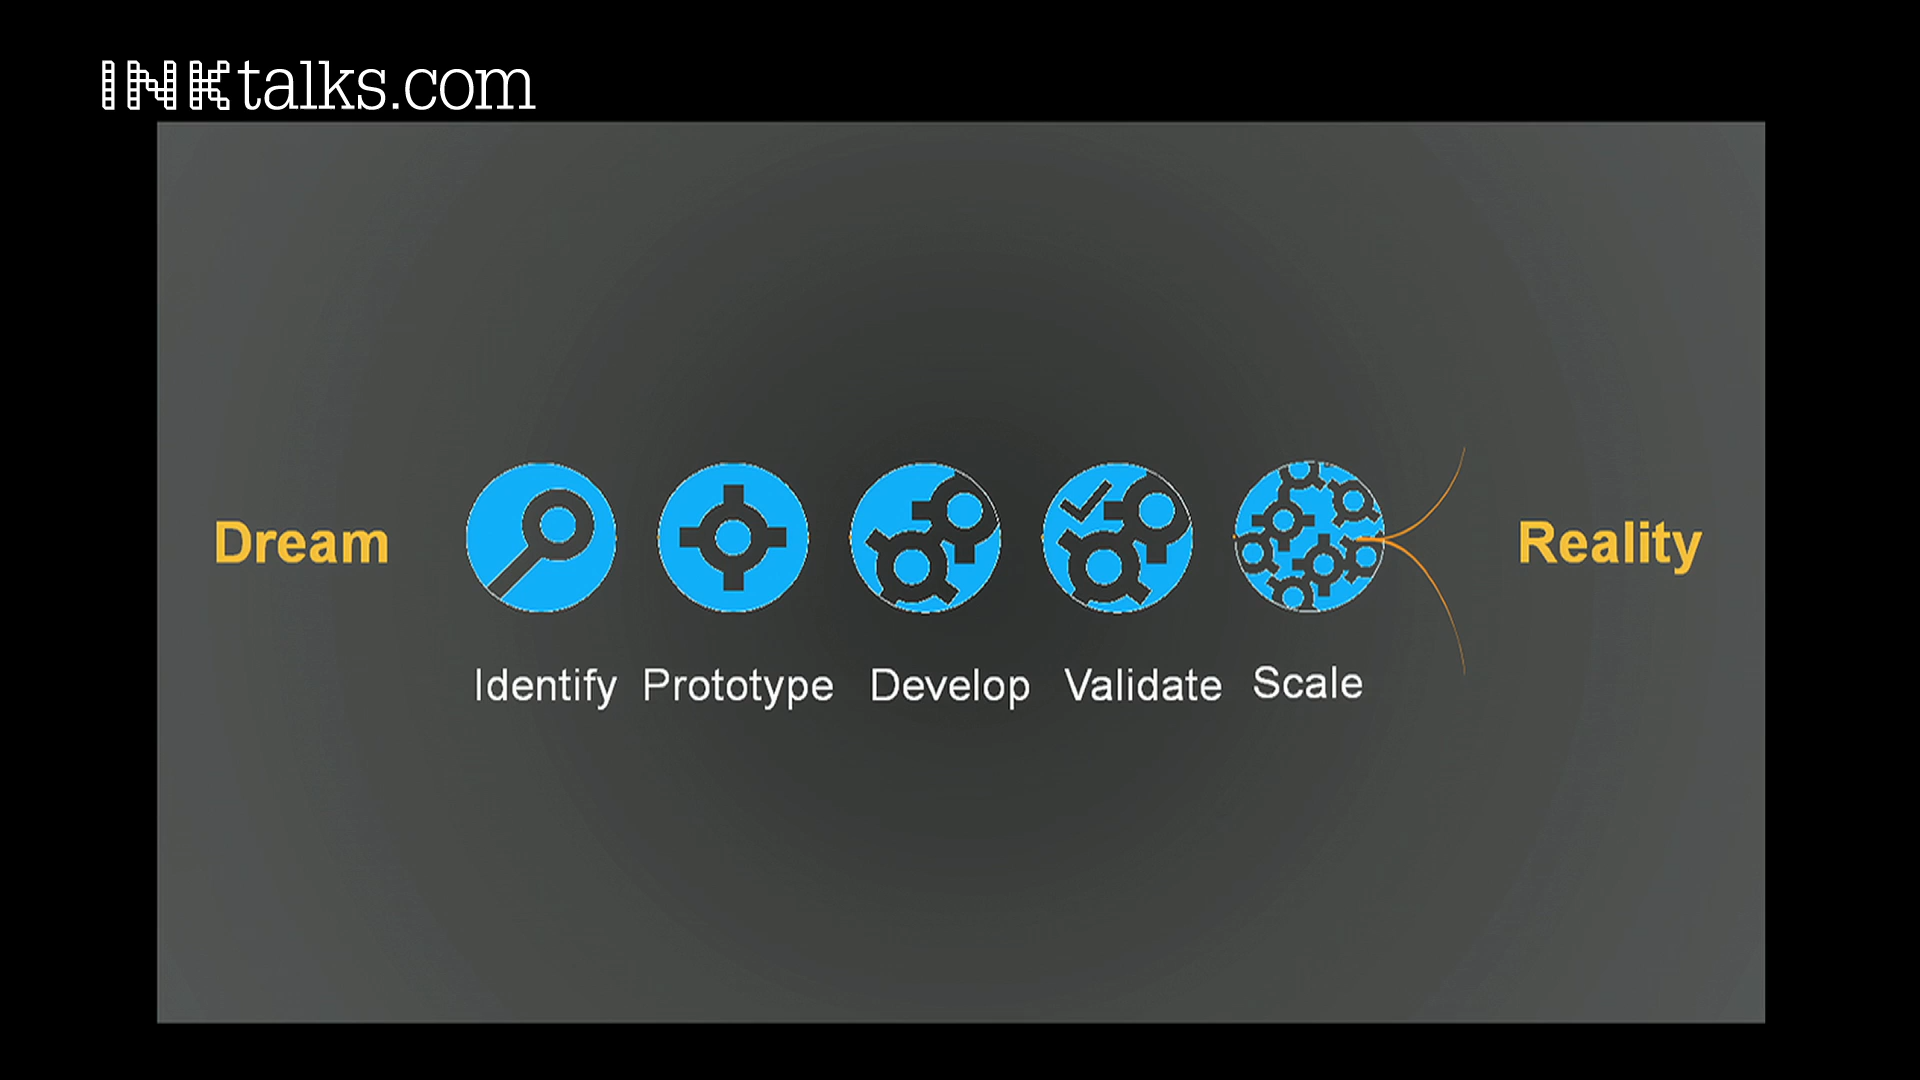 INKtalks.com
Dream
Reality
Identify Prototype Develop Validate Scale